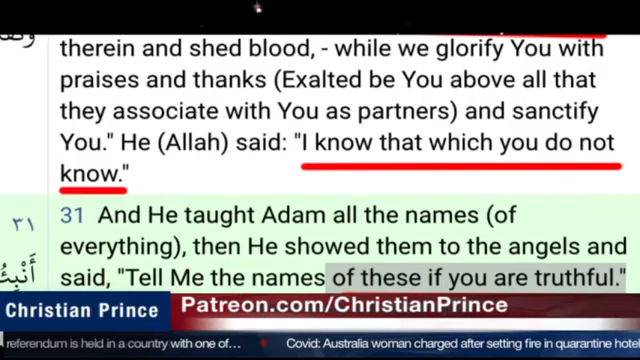 therein and shed blood, - while we glorify You with
praises and thanks (Exalted be You above all that
they associate with You as partners) and sanctify
You." He (Allah) said: "I know that which you do not
know."
31 And He taught Adam all the names (of
٣١
everything), then He showed them to the angels and
said, "Tell Me the names of these if you are truthful."
Christian Prince
Patreon.com/ChristianPrince
referendum is held in a country with one of… Covid: Australia woman charged after setting fire in quarantine hote